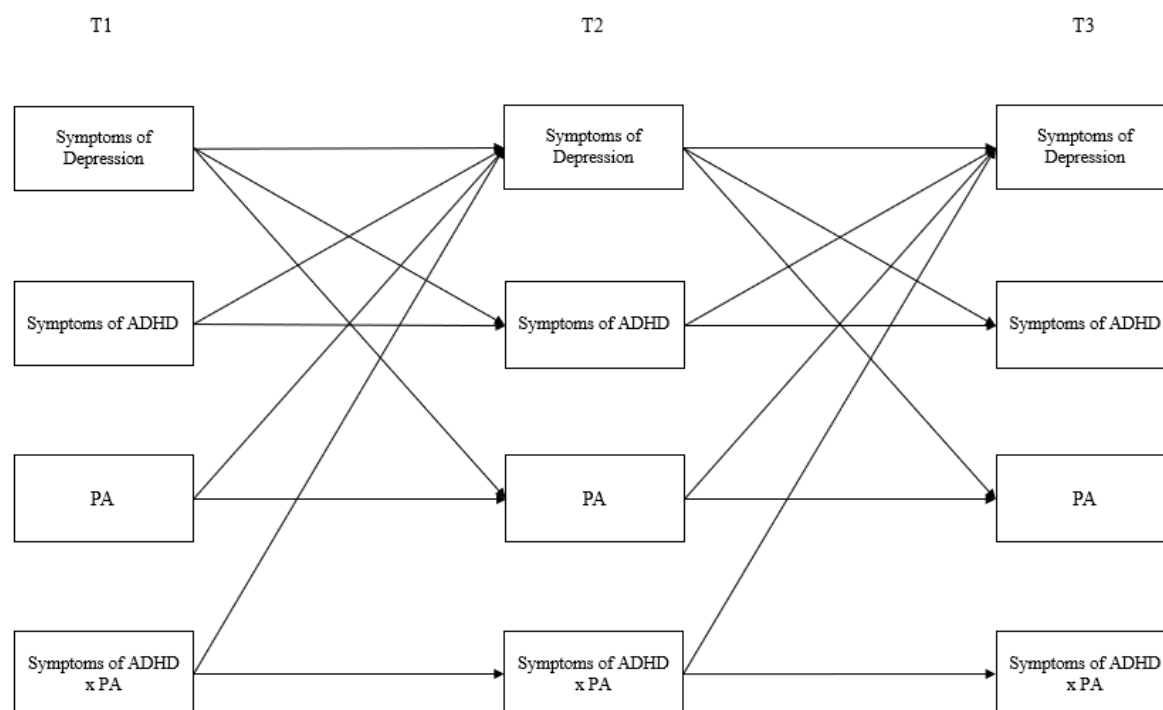 T1 T2 T3
Symptoms of
Depression
Symptoms of
Depression
Symptoms of
Depression
Symptoms of ADHD
Symptoms of ADHD
Symptoms of ADHD
PA
PA
PA
Symptoms of ADHD
x PA
Symptoms of ADHD
x PA
Symptoms of ADHD
x PA